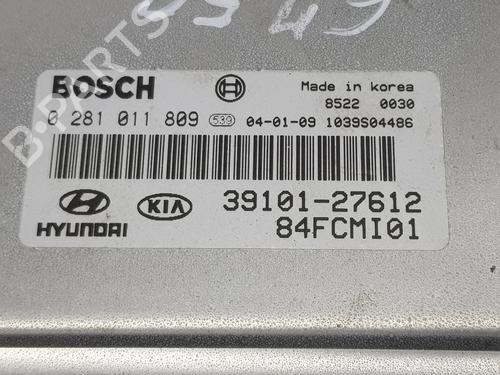 BOSCH
Made in korea
8522 0030
0 281 011 809 539 04-01-09 1039S04486
HYUNDAI KIA 39101-27612
84FCMI01
B-PARTS